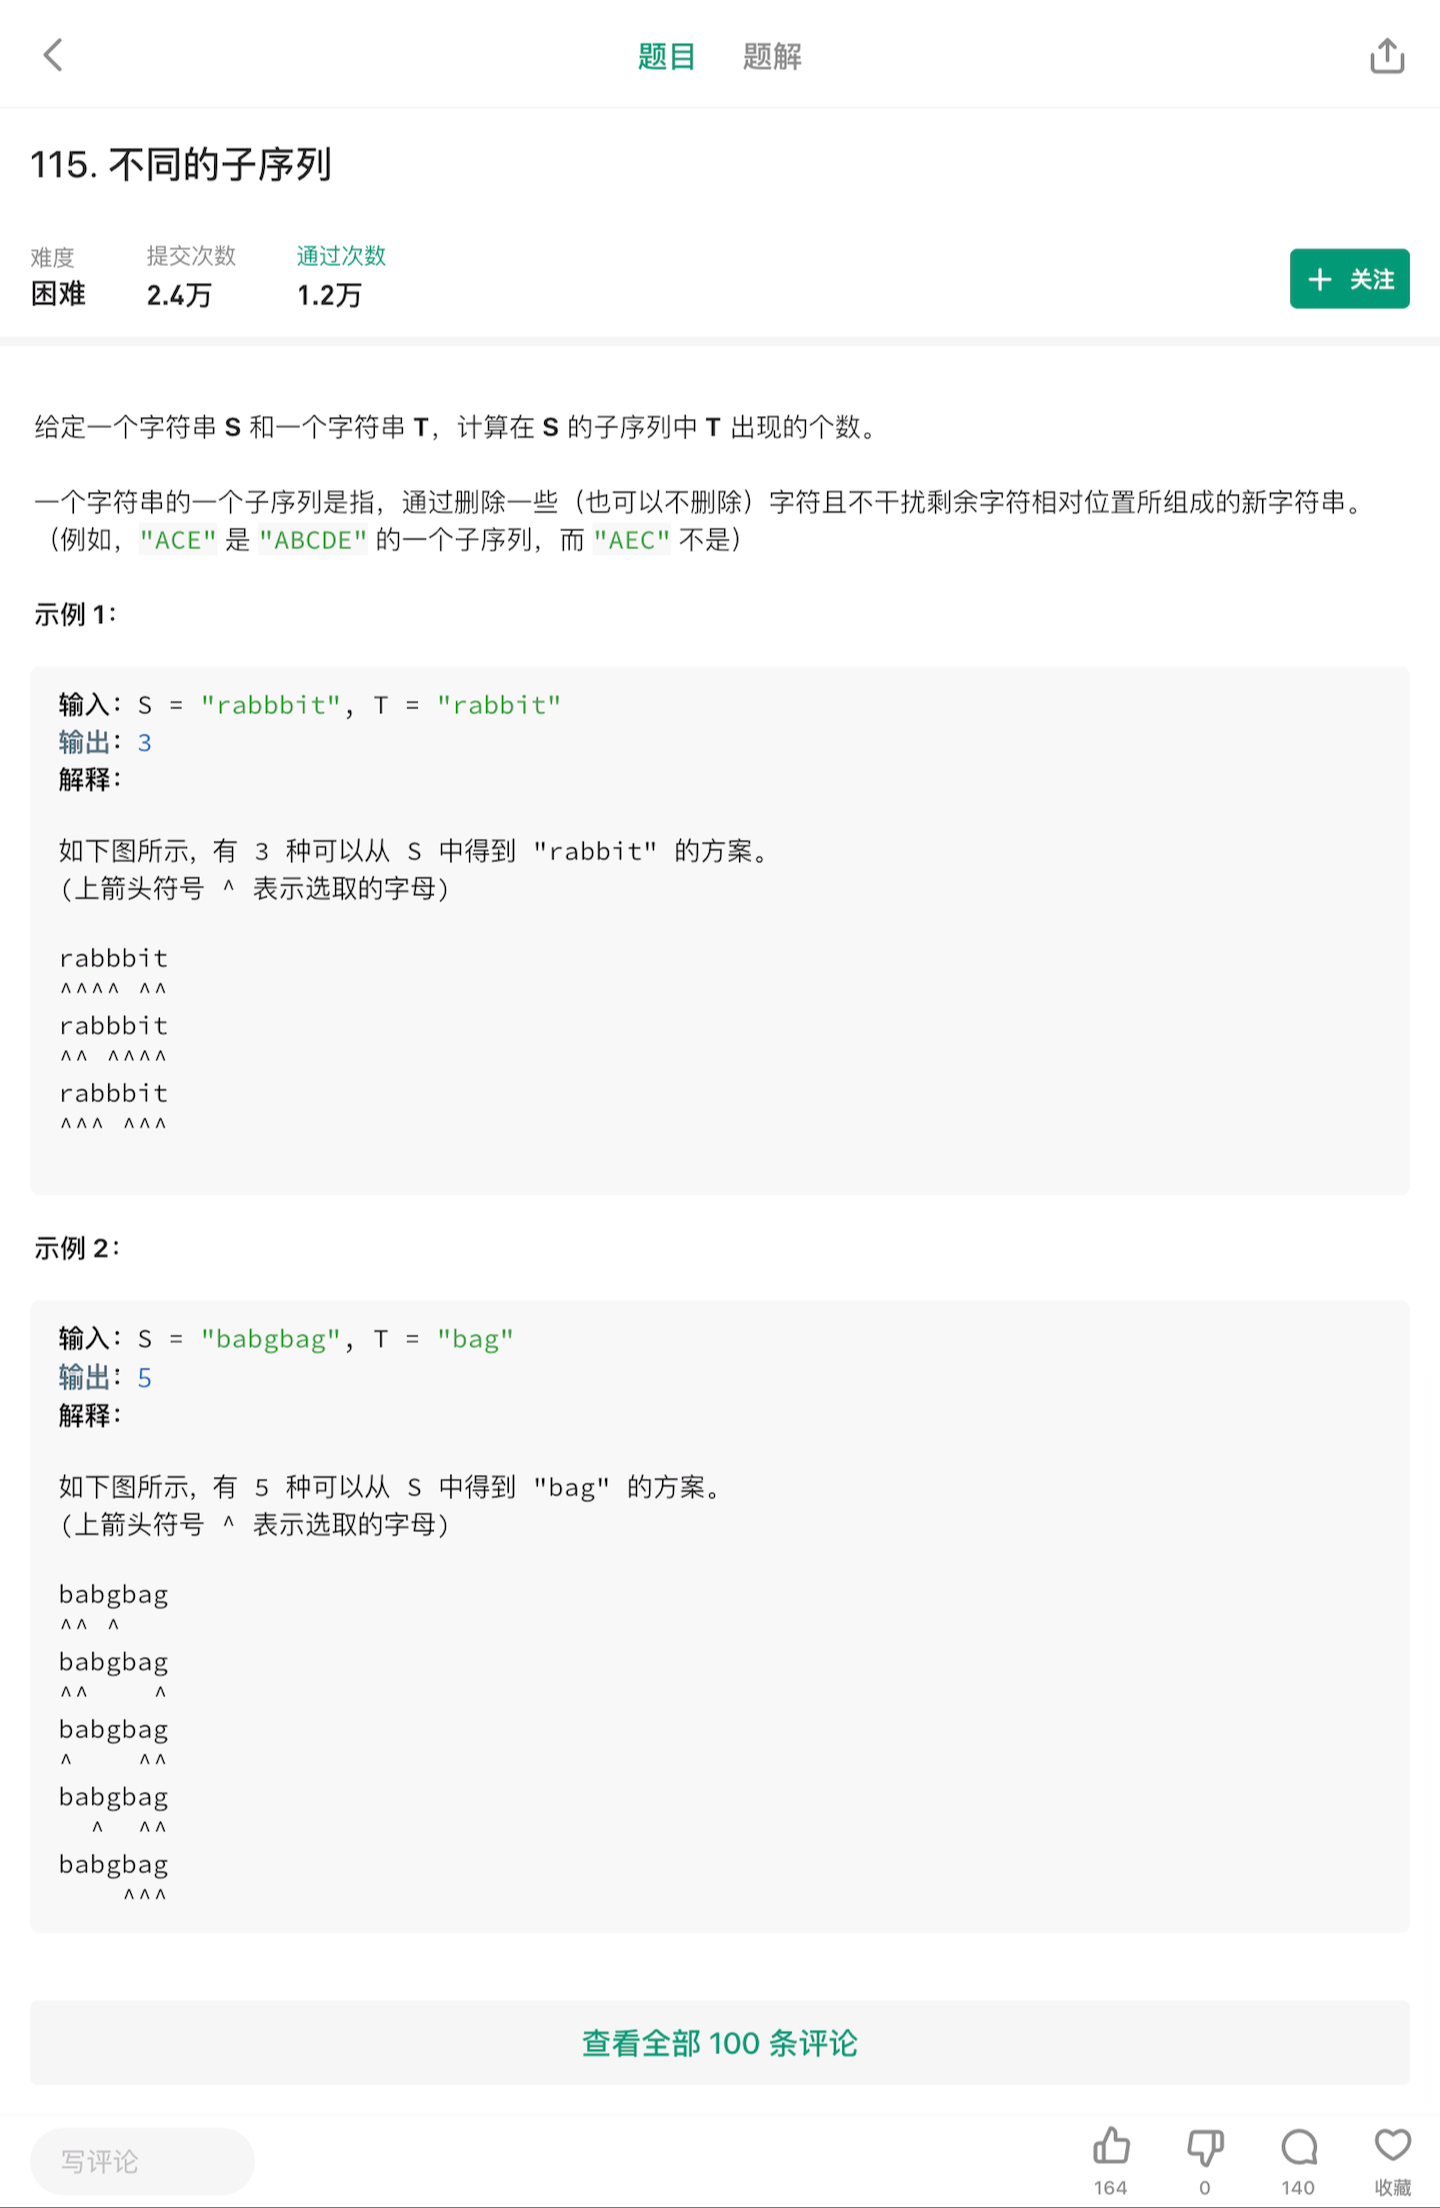 题目 题解
115. 不同的子序列
难度 提交次数 通过次数
困难 2.4万 1.2万
+ 关注
给定一个字符串 S 和一个字符串 T，计算在 S 的子序列中 T 出现的个数。
一个字符串的一个子序列是指，通过删除一些（也可以不删除）字符且不干扰剩余字符相对位置所组成的新字符串。
（例如，"ACE" 是 "ABCDE" 的一个子序列，而 "AEC" 不是）
示例 1：
输入：S = "rabbbit", T = "rabbit"
输出：3
解释：
如下图所示, 有 3 种可以从 S 中得到 "rabbit" 的方案。
(上箭头符号 ^ 表示选取的字母)
rabbbit
^^^^ ^^
rabbbit
^^ ^^^^
rabbbit
^^^ ^^^
示例 2：
输入：S = "babgbag", T = "bag"
输出：5
解释：
如下图所示, 有 5 种可以从 S 中得到 "bag" 的方案。
(上箭头符号 ^ 表示选取的字母)
babgbag
^^ ^
babgbag
^^    ^
babgbag
^    ^^
babgbag
  ^  ^^
babgbag
    ^^^
查看全部 100 条评论
写评论
164 0 140 收藏